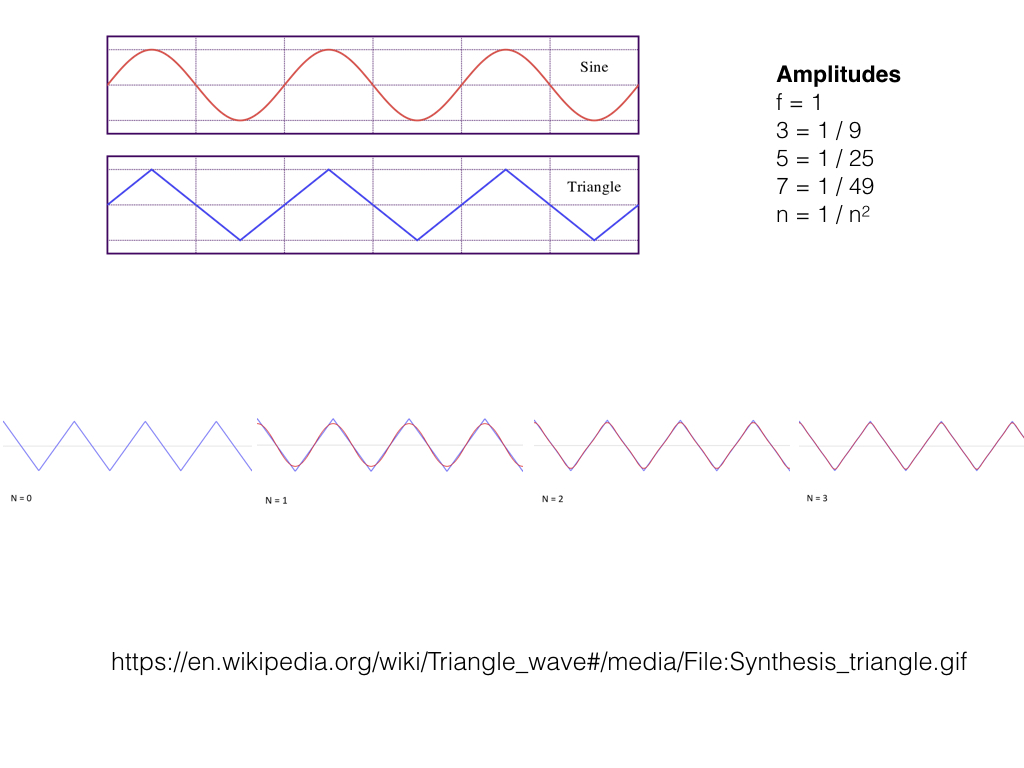 Sine
Triangle
Amplitudes
f = 1
3 = 1 / 9
5 = 1 / 25
7 = 1 / 49
n = 1 / n²
N = 0
N = 1
N = 2
N = 3
https://en.wikipedia.org/wiki/Triangle_wave#/media/File:Synthesis_triangle.gif